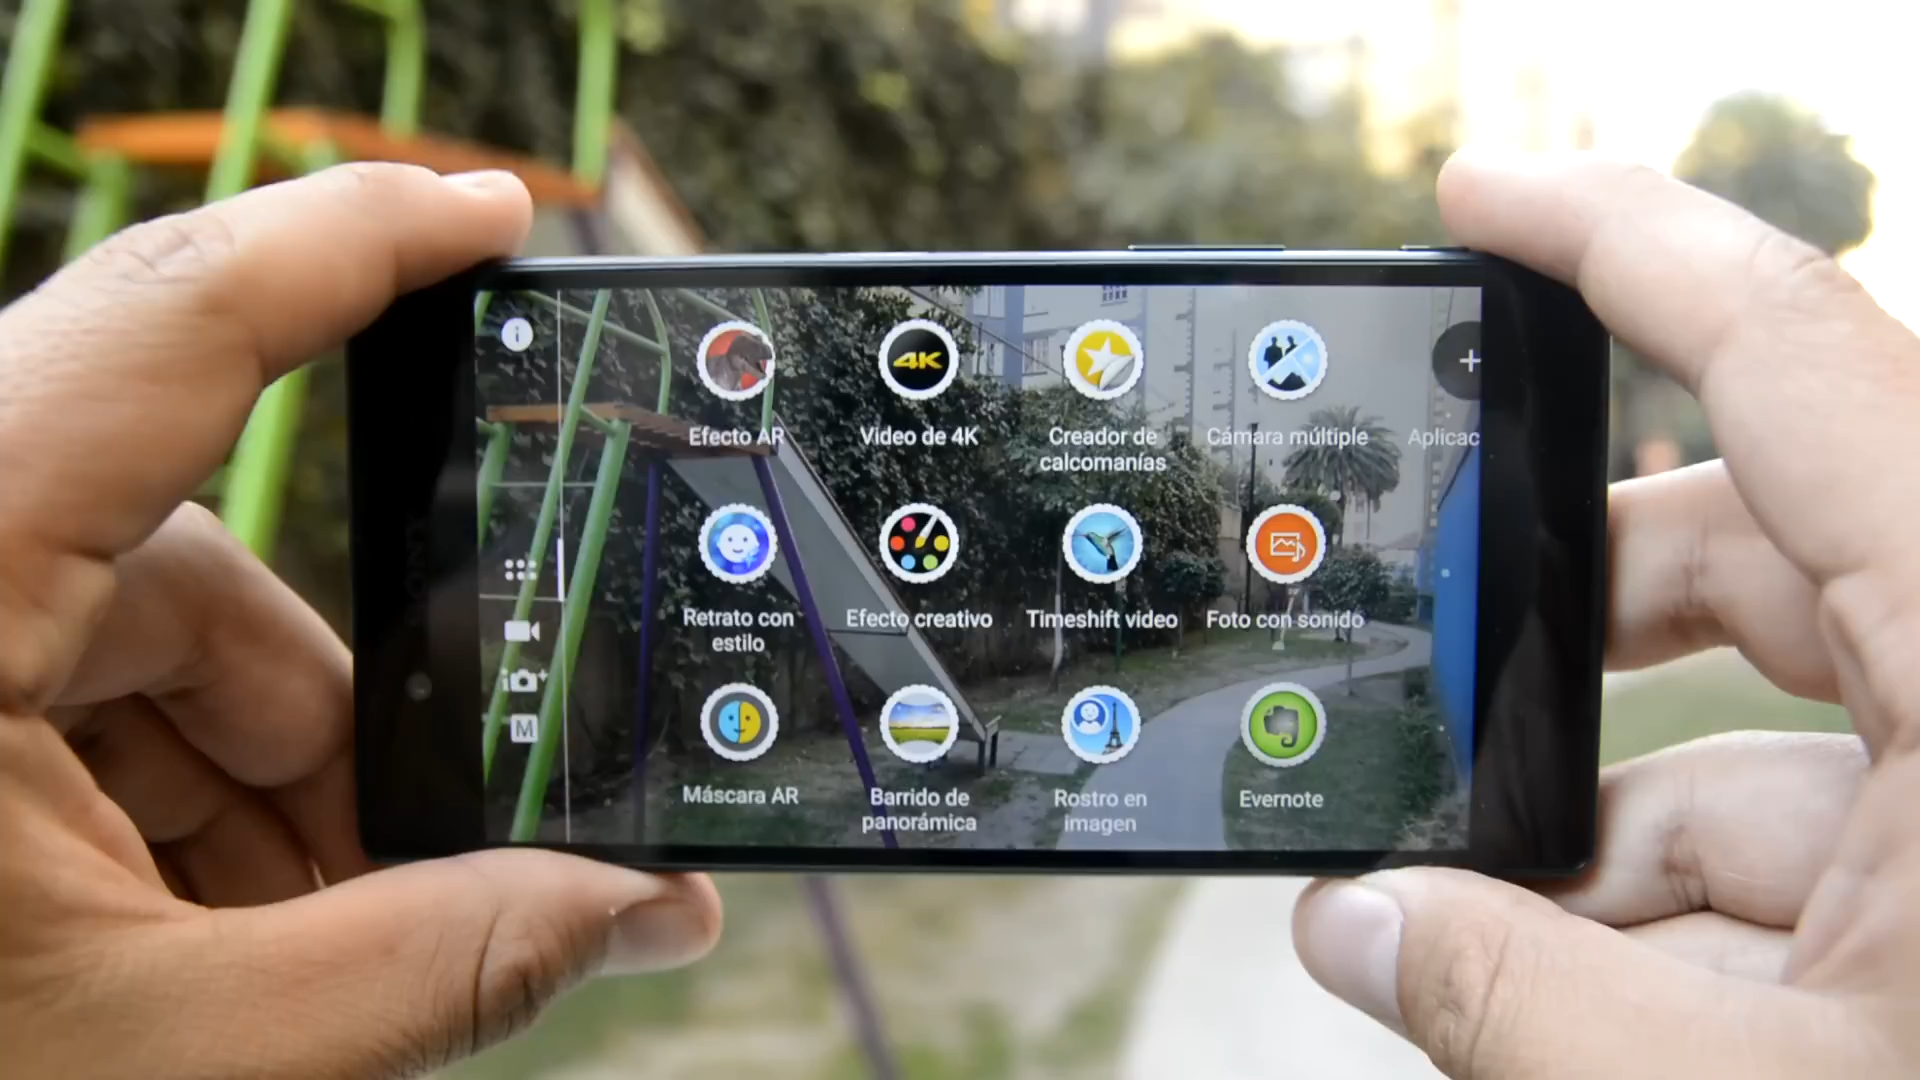 i
4K
Efecto AR
Video de 4K
Creador de
calcomanías
Cámara múltiple
Aplicac
Retrato con
estilo
Efecto creativo
Timeshift video
Foto con sonido
i
M
Máscara AR
Barrido de
panorámica
Rostro en
imagen
Evernote
SONY